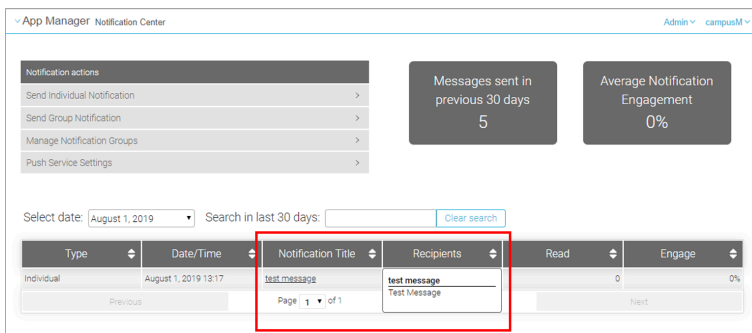 App Manager Notification Center Admin campusM
Notification actions
Send Individual Notification
Send Group Notification
Manage Notification Groups
Push Service Settings
Messages sent in
previous 30 days
5
Average Notification
Engagement
0%
Select date: August 1, 2019 Search in last 30 days: Clear search
Type Date/Time Notification Title Recipients Read Engage
Individual August 1, 2019 13:17 test message 0 0%
test message
Test Message
Previous Page 1 of 1 Next